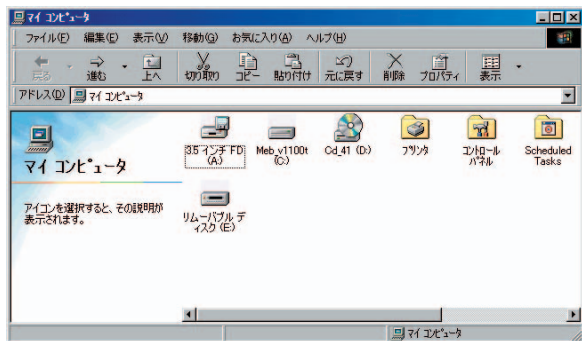 マイ コンピュータ
ファイル(F) 編集(E) 表示(V) 移動(G) お気に入り(A) ヘルプ(H)
戻る 進む 上へ 切り取り コピー 貼り付け 元に戻す 削除 プロパティ 表示
アドレス(D) マイ コンピュータ
マイ コンピュータ
アイコンを選択すると、その説明が
表示されます。
3.5 インチ FD
(A:)
Meb_v1100t
(C:)
Cd_41 (D:)
プリンタ
コントロール
パネル
Scheduled
Tasks
リムーバブル デ
ィスク (E:)
マイ コンピュータ